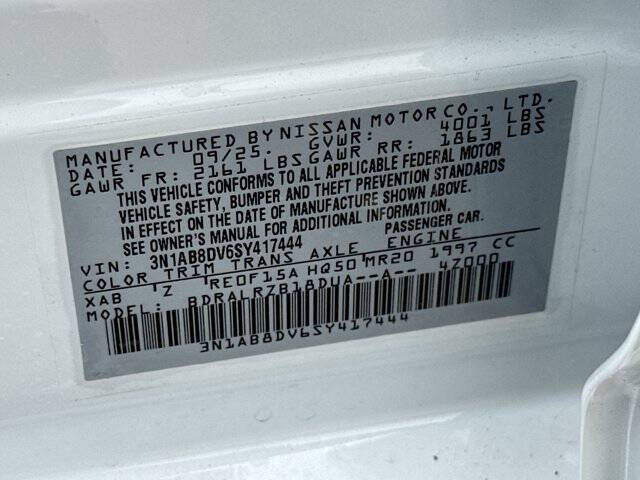 MANUFACTURED BY NISSAN MOTOR CO., LTD.
DATE: 09/25. GVWR: 4001 LBS
GAWR FR: 2161 LBS GAWR RR: 1863 LBS
THIS VEHICLE CONFORMS TO ALL APPLICABLE FEDERAL MOTOR
VEHICLE SAFETY, BUMPER AND THEFT PREVENTION STANDARDS
IN EFFECT ON THE DATE OF MANUFACTURE SHOWN ABOVE.
SEE OWNER'S MANUAL FOR ADDITIONAL INFORMATION.
VIN: 3N1AB8DV6SY417444 PASSENGER CAR.
COLOR TRIM TRANS AXLE ENGINE
XAB Z RE0F15A HQ50 MR20 1997 CC
MODEL: BDRALRZB18DUA--A-- 4Z000
3N1AB8DV6SY417444